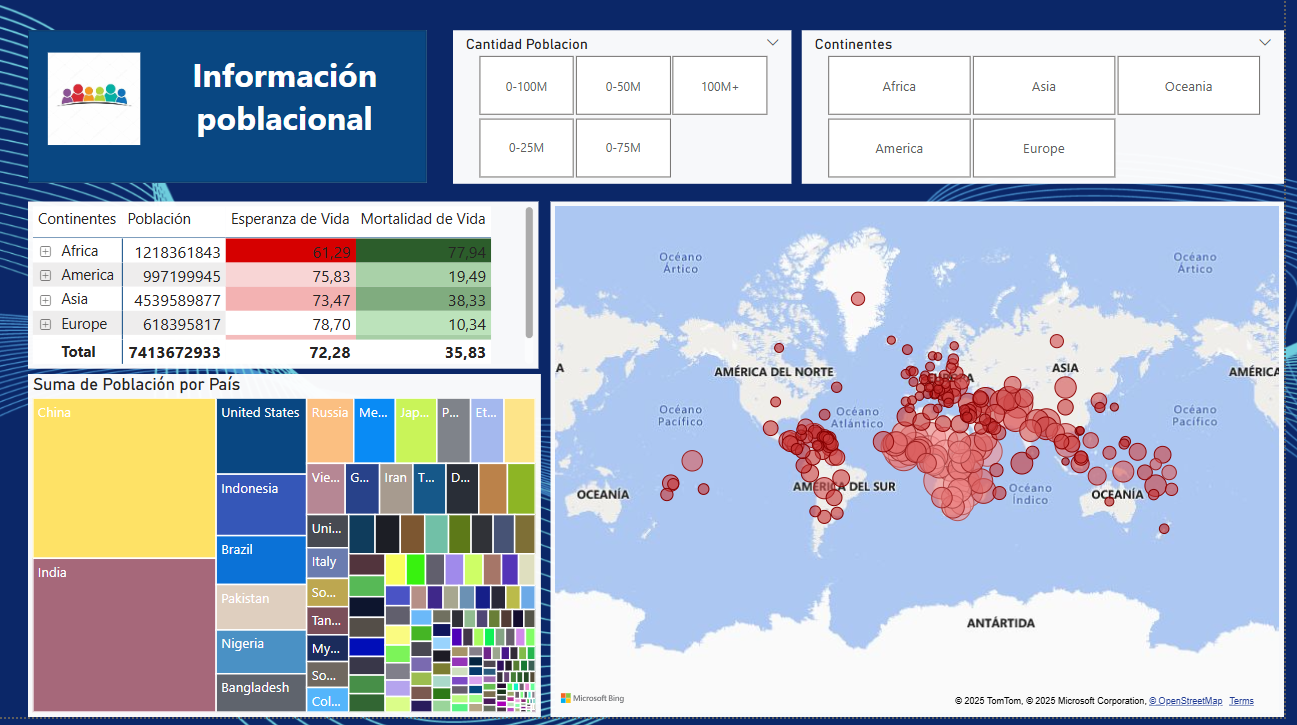 Información
poblacional
Cantidad Poblacion
0-100M
0-50M
100M+
0-25M
0-75M
Continentes
Africa
Asia
Oceania
America
Europe
Continentes Población Esperanza de Vida Mortalidad de Vida
Africa 1218361843 61,29 77,94
America 997199945 75,83 19,49
Asia 4539589877 73,47 38,33
Europe 618395817 78,70 10,34
Total 7413672933 72,28 35,83
Suma de Población por País
China
India
United States
Indonesia
Brazil
Pakistan
Nigeria
Bangladesh
Russia
Me...
Jap...
P...
Et...
Vie...
G...
Iran
T...
D...
Uni...
Italy
So...
Tan...
My...
So...
Col...
Océano
Ártico
Océano
Ártico
A
AMÉRICA DEL NORTE
EUROPA
ASIA
AMÉRICA
Océano
Pacífico
Océano
Atlántico
Océano
Pacífico
OCEANÍA
AMÉRICA DEL SUR
Océano
Índico
OCEANÍA
ANTÁRTIDA
Microsoft Bing
© 2025 TomTom, © 2025 Microsoft Corporation, © OpenStreetMap Terms